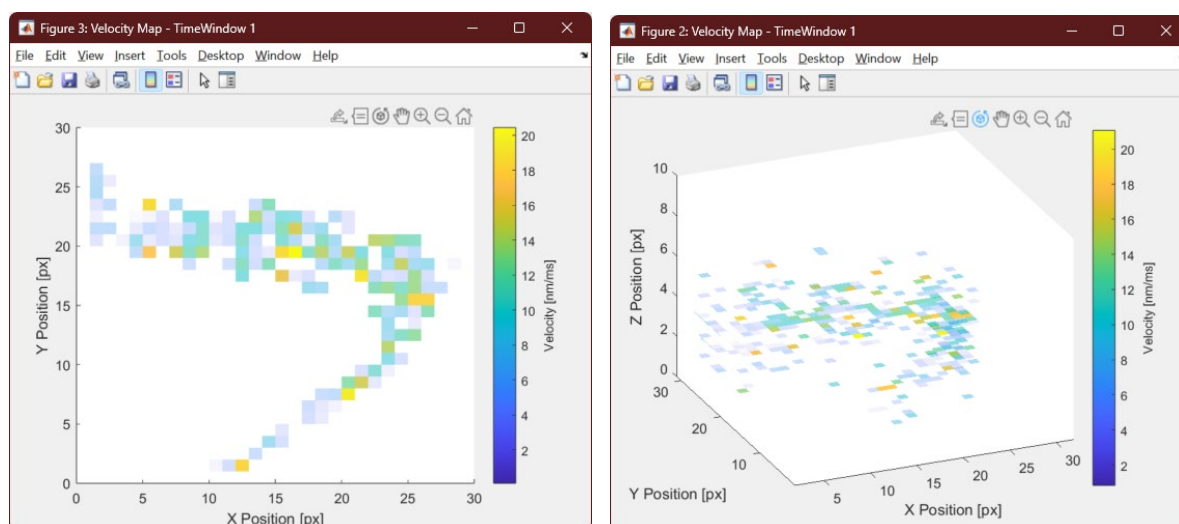 Figure 3: Velocity Map - TimeWindow 1
File Edit View Insert Tools Desktop Window Help
30
25
20
15
10
5
0
Y Position [px]
0 5 10 15 20 25 30
X Position [px]
20
18
16
14
12
10
8
6
4
2
Velocity [nm/ms]
Figure 2: Velocity Map - TimeWindow 1
File Edit View Insert Tools Desktop Window Help
10
8
6
4
2
0
Z Position [px]
30
20
10
Y Position [px]
5 10 15 20 25 30
X Position [px]
20
18
16
14
12
10
8
6
4
2
Velocity [nm/ms]